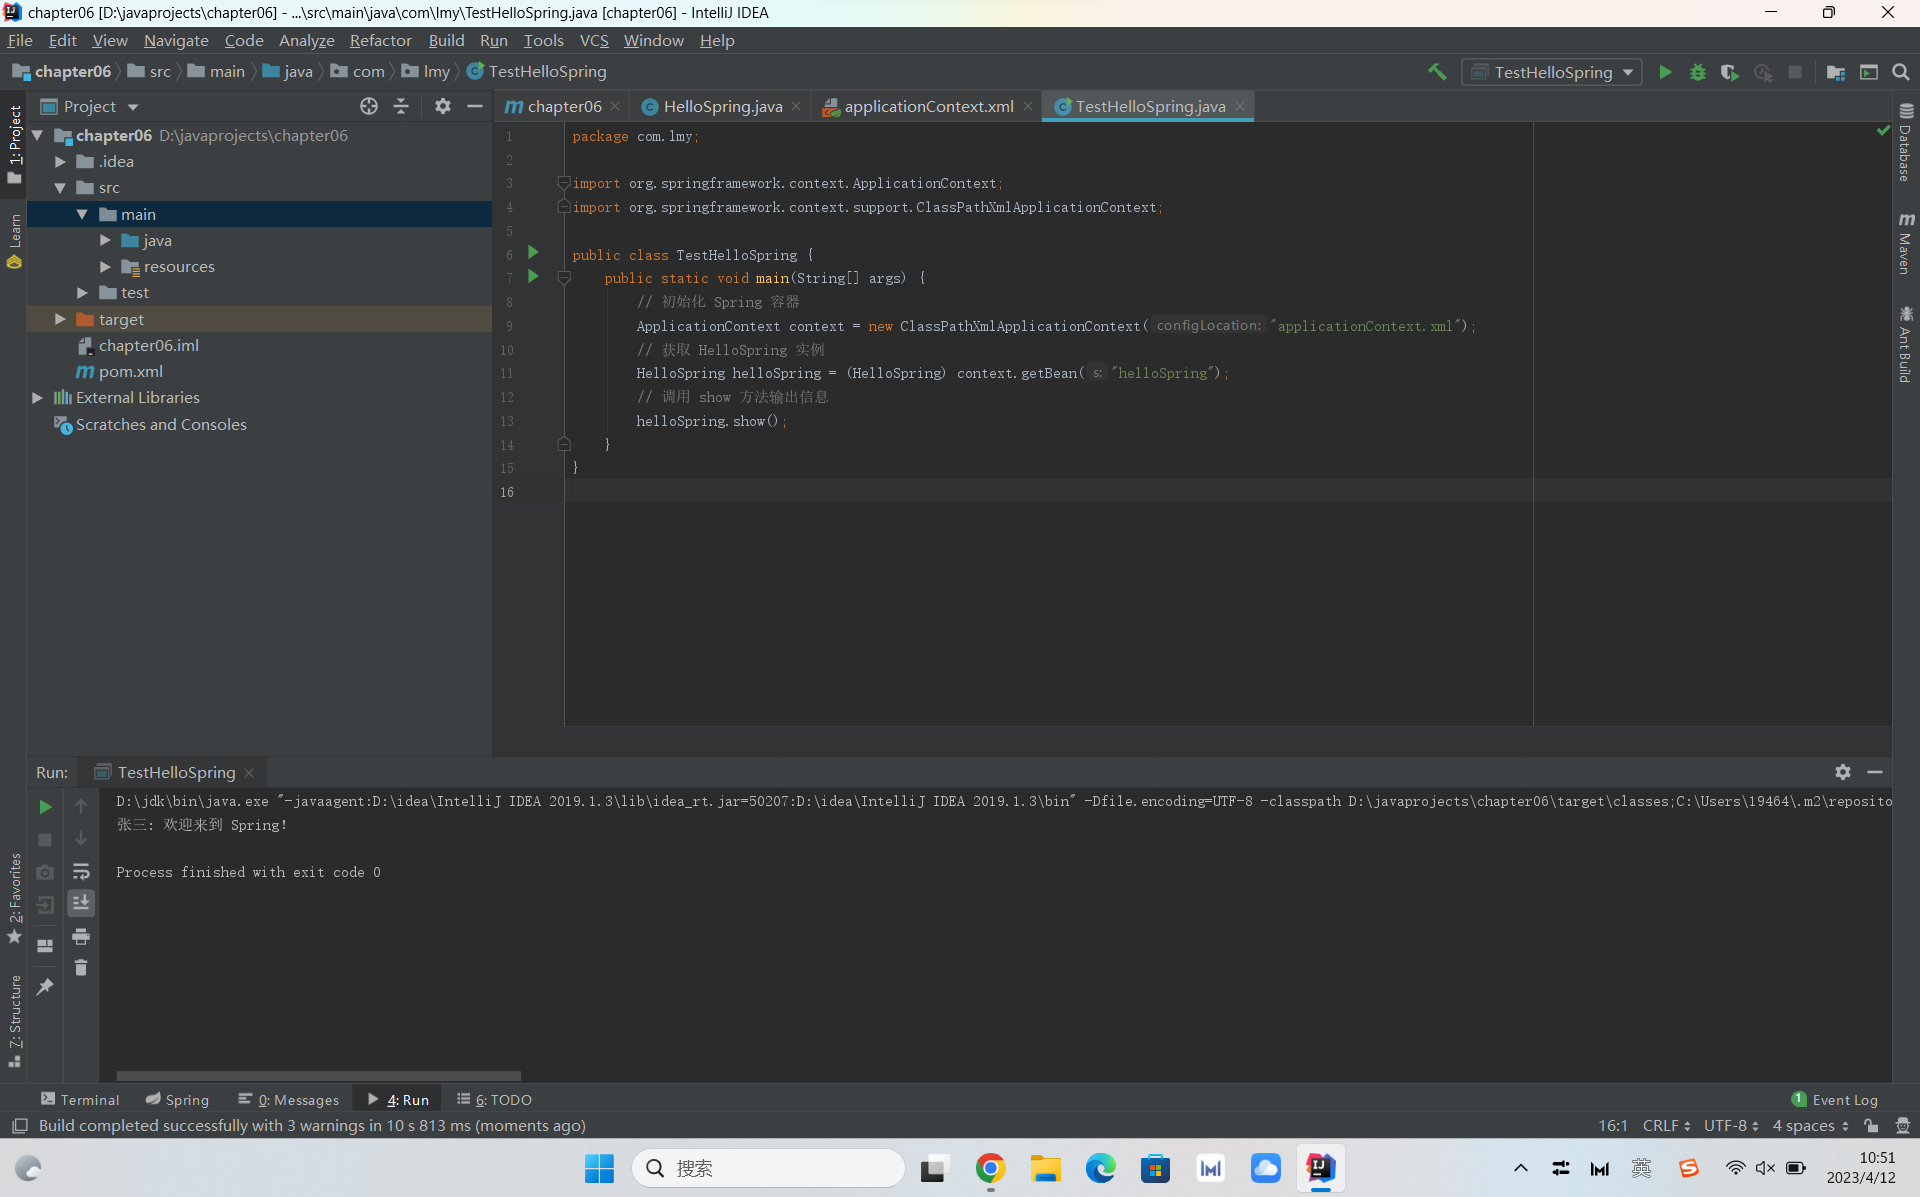 chapter06 [D:\javaprojects\chapter06] - ...\src\main\java\com\lmy\TestHelloSpring.java [chapter06] - IntelliJ IDEA
File Edit View Navigate Code Analyze Refactor Build Run Tools VCS Window Help
chapter06 src main java com lmy TestHelloSpring
TestHelloSpring
1: Project
Learn
2: Favorites
7: Structure
Project
chapter06 D:\javaprojects\chapter06
.idea
src
main
java
resources
test
target
chapter06.iml
pom.xml
External Libraries
Scratches and Consoles
chapter06 HelloSpring.java applicationContext.xml TestHelloSpring.java
1 package com.lmy;
2
3 import org.springframework.context.ApplicationContext;
4 import org.springframework.context.support.ClassPathXmlApplicationContext;
5
6 public class TestHelloSpring {
7 public static void main(String[] args) {
8 // 初始化 Spring 容器
9 ApplicationContext context = new ClassPathXmlApplicationContext( configLocation: "applicationContext.xml");
10 // 获取 HelloSpring 实例
11 HelloSpring helloSpring = (HelloSpring) context.getBean( s: "helloSpring");
12 // 调用 show 方法输出信息
13 helloSpring.show();
14 }
15 }
16
Database
Maven
Ant Build
Run: TestHelloSpring
D:\jdk\bin\java.exe "-javaagent:D:\idea\IntelliJ IDEA 2019.1.3\lib\idea_rt.jar=50207:D:\idea\IntelliJ IDEA 2019.1.3\bin" -Dfile.encoding=UTF-8 -classpath D:\javaprojects\chapter06\target\classes;C:\Users\19464\.m2\reposito
张三: 欢迎来到 Spring!
Process finished with exit code 0
Terminal Spring 0: Messages 4: Run 6: TODO
1 Event Log
Build completed successfully with 3 warnings in 10 s 813 ms (moments ago)
16:1 CRLF UTF-8 4 spaces
搜索
英
10:51
2023/4/12